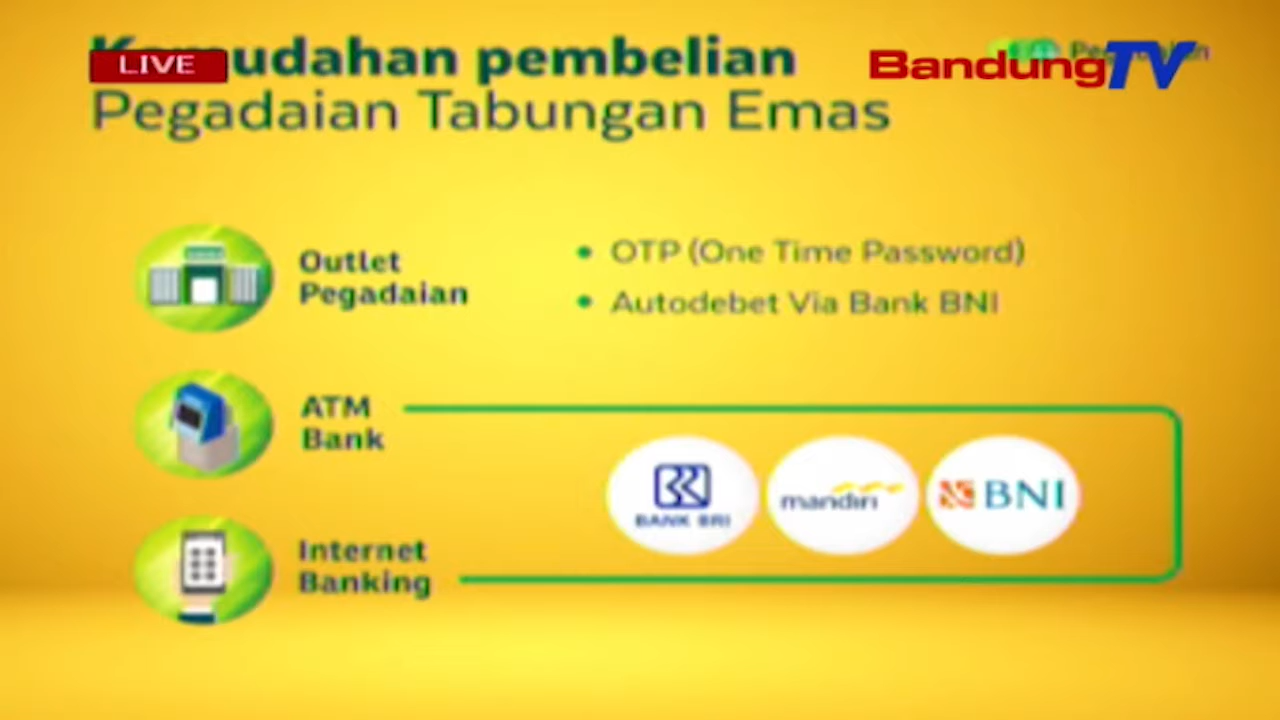 LIVE
udahan pembelian
Pegadaian Tabungan Emas
BandungTV
Outlet
Pegadaian
• OTP (One Time Password)
• Autodebet Via Bank BNI
ATM
Bank
BANK BRI
mandiri
BNI
Internet
Banking